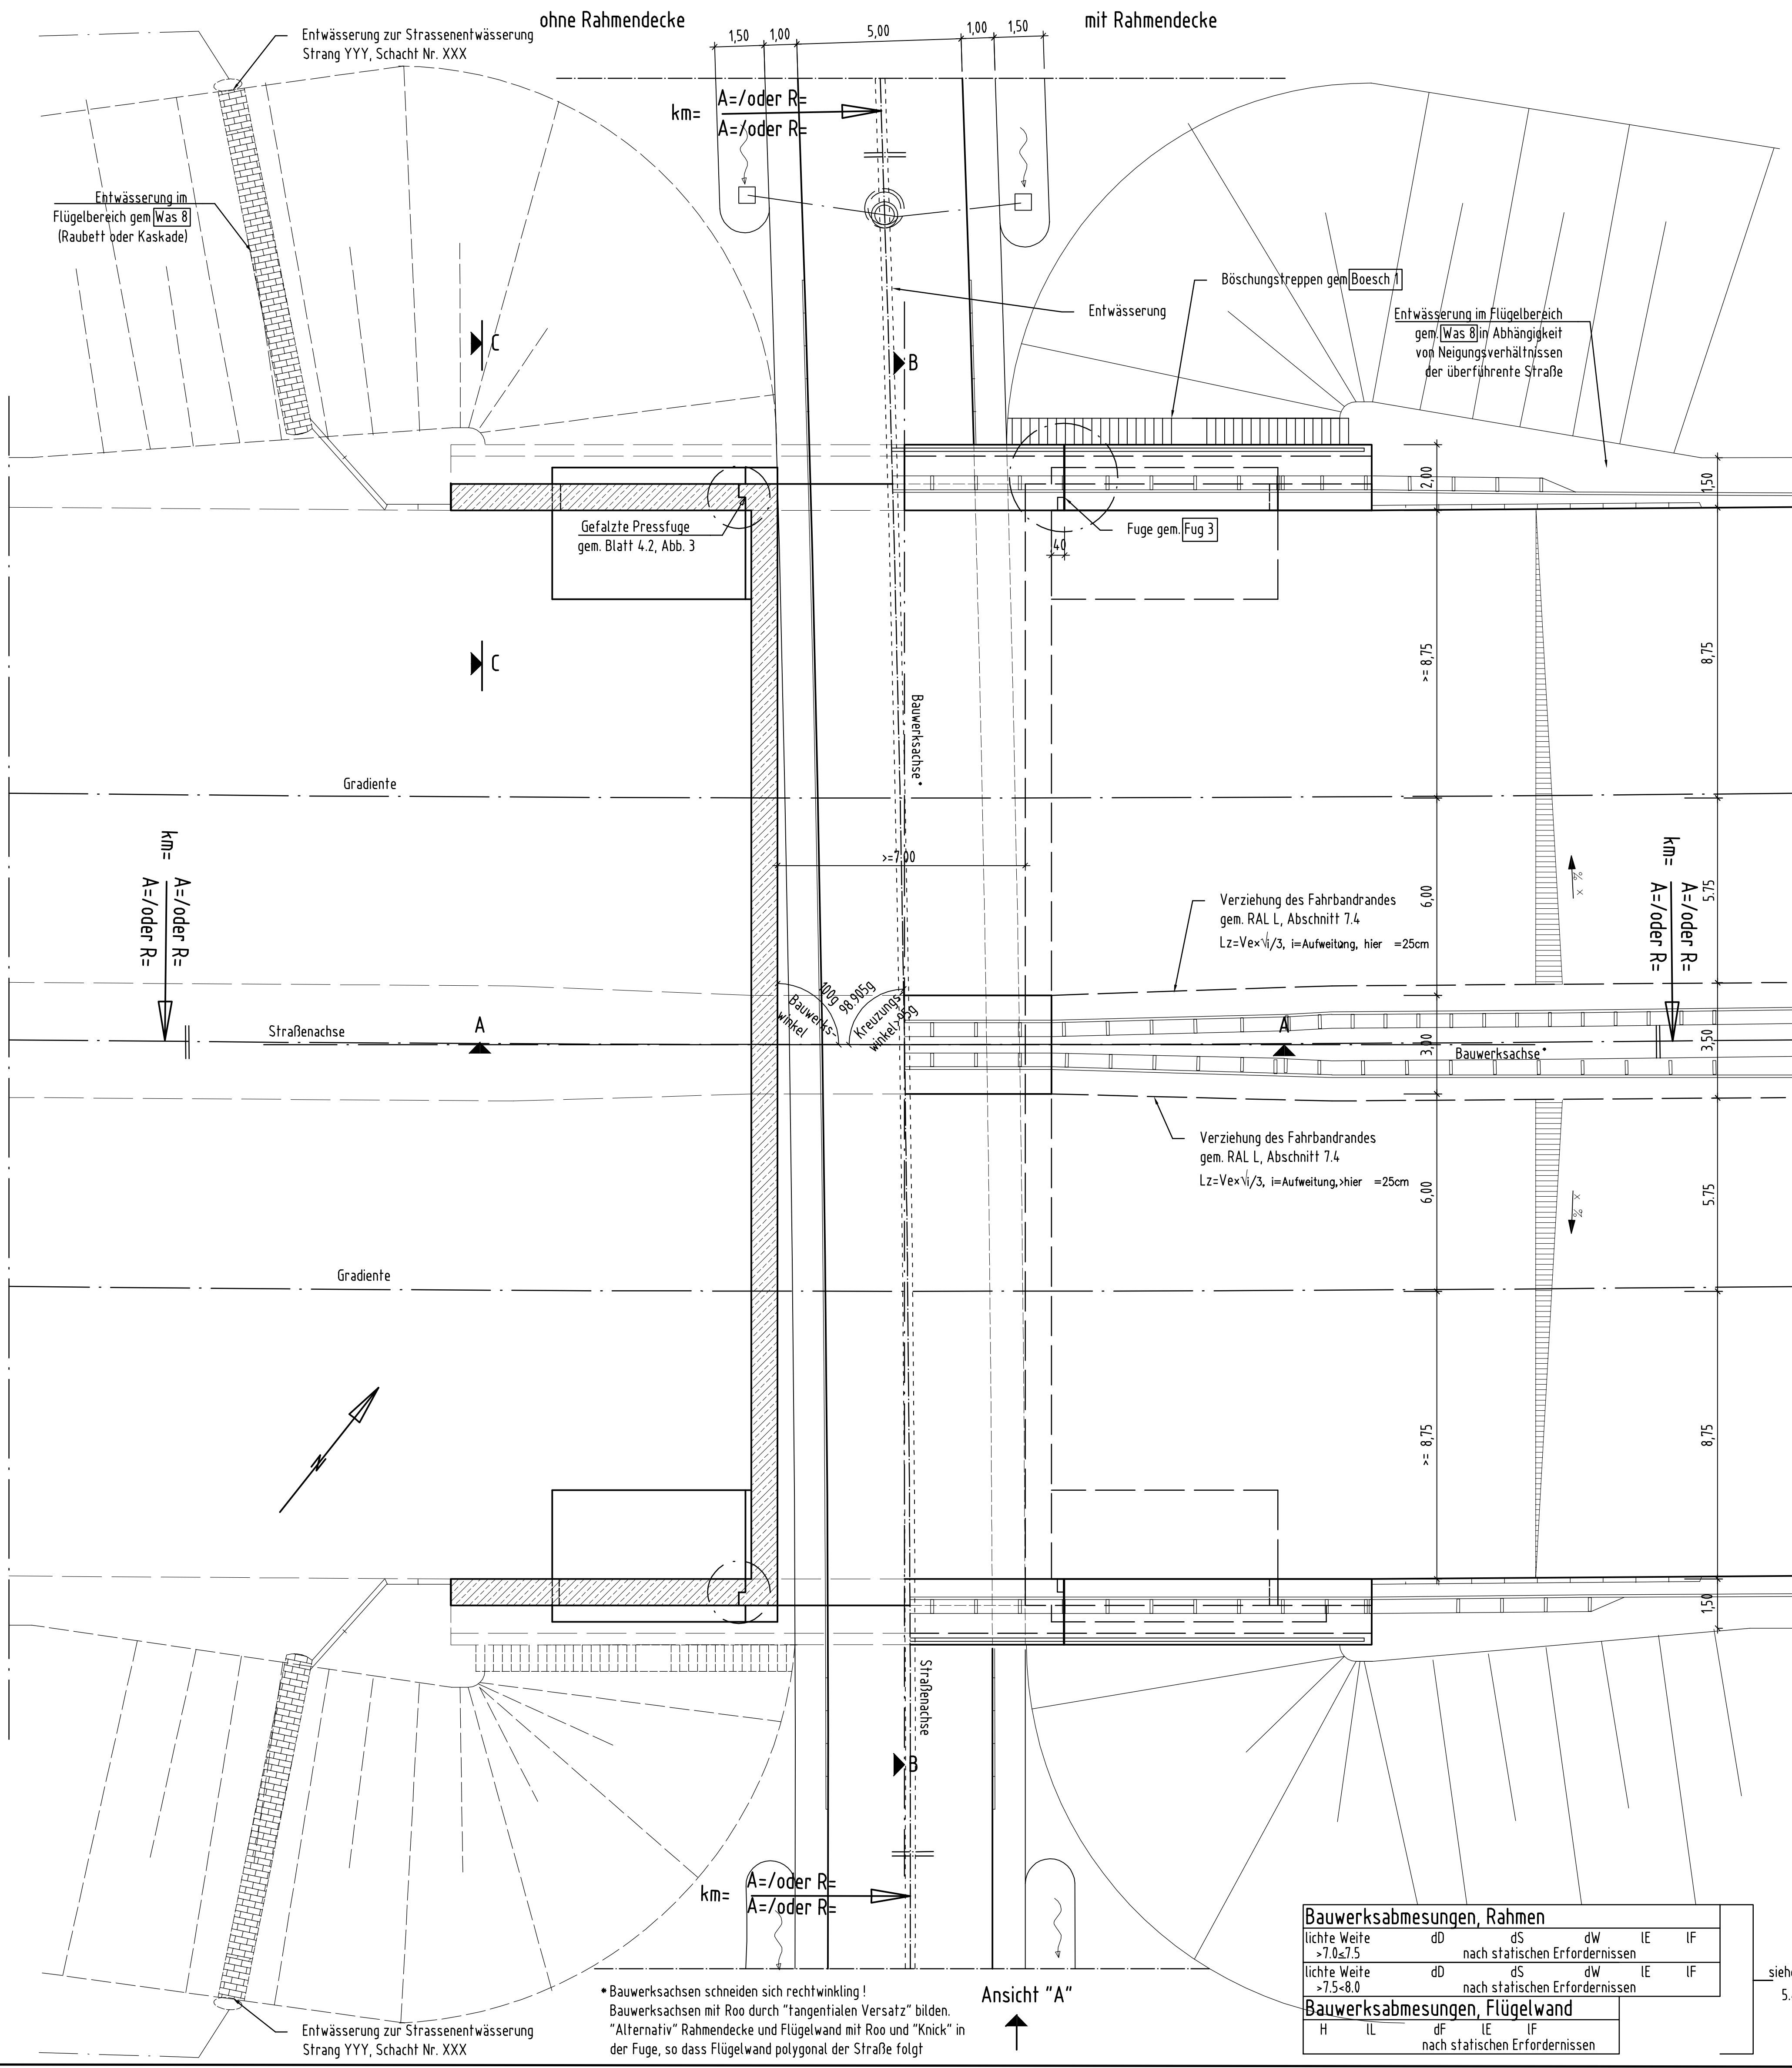 ohne Rahmendecke
mit Rahmendecke
1,50
1,00
5,00
1,00
1,50
Entwässerung zur Strassenentwässerung
Strang YYY, Schacht Nr. XXX
km=
A=/oder R=
A=/oder R=
Entwässerung im
Flügelbereich gem Was 8
(Raubett oder Kaskade)
Böschungstreppen gem Boesch 1
Entwässerung
Entwässerung im Flügelbereich
gem. Was 8 in Abhängigkeit
von Neigungsverhältnissen
der überführente Straße
C
B
2,00
1,50
Gefalzte Pressfuge
gem. Blatt 4.2, Abb. 3
Fuge gem. Fug 3
40
C
>= 8,75
8,75
Bauwerksachse*
Gradiente
km=
A=/oder R=
A=/oder R=
>=7.00
6,00
5.75
x %
km=
A=/oder R=
A=/oder R=
Verziehung des Fahrbandrandes
gem. RAL L, Abschnitt 7.4
Lz=Ve×√i/3, i=Aufweitung, hier =25cm
100g
Bauwerks-
winkel
98.905g
Kreuzungs-
winkel>95g
Straßenachse
A
A
3,00
3,50
Bauwerksachse*
Verziehung des Fahrbandrandes
gem. RAL L, Abschnitt 7.4
Lz=Ve×√i/3, i=Aufweitung,>hier =25cm
6,00
5.75
x %
Gradiente
>= 8,75
8,75
N
1,50
Straßenachse
B
km=
A=/oder R=
A=/oder R=
Entwässerung zur Strassenentwässerung
Strang YYY, Schacht Nr. XXX
* Bauwerksachsen schneiden sich rechtwinkling !
Bauwerksachsen mit Roo durch "tangentialen Versatz" bilden.
"Alternativ" Rahmendecke und Flügelwand mit Roo und "Knick" in
der Fuge, so dass Flügelwand polygonal der Straße folgt
Ansicht "A"
Bauwerksabmesungen, Rahmen
lichte Weite dD dS dW lE lF
>7.0≤7.5 nach statischen Erfordernissen
lichte Weite dD dS dW lE lF
>7.5<8.0 nach statischen Erfordernissen
Bauwerksabmesungen, Flügelwand
H lL dF lE lF
nach statischen Erfordernissen
siehe
5.